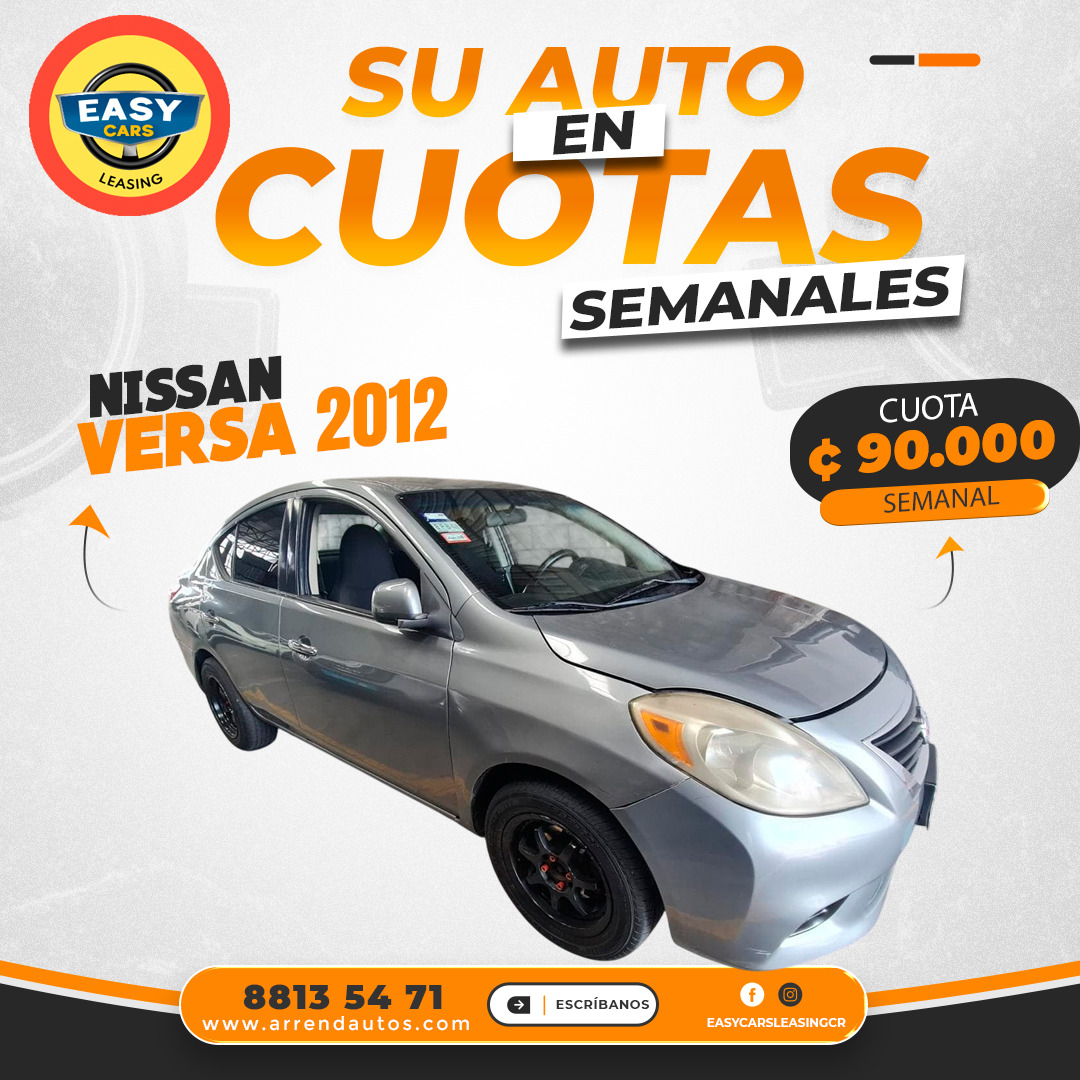 EASY
CARS
LEASING
SU AUTO
EN
CUOTAS
SEMANALES
NISSAN
VERSA 2012
CUOTA
¢ 90.000
SEMANAL
8813 54 71
www.arrendautos.com
ESCRÍBANOS
EASYCARSLEASINGCR